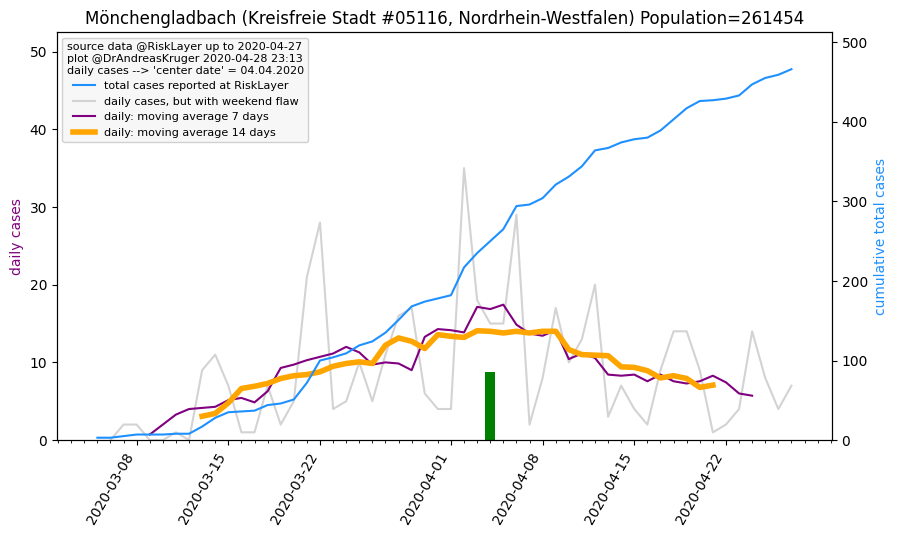 Mönchengladbach (Kreisfreie Stadt #05116, Nordrhein-Westfalen) Population=261454
source data @RiskLayer up to 2020-04-27
plot @DrAndreasKruger 2020-04-28 23:13
daily cases --> 'center date' = 04.04.2020
total cases reported at RiskLayer
daily cases, but with weekend flaw
daily: moving average 7 days
daily: moving average 14 days
daily cases
50
40
30
20
10
0
cumulative total cases
500
400
300
200
100
0
2020-03-08
2020-03-15
2020-03-22
2020-04-01
2020-04-08
2020-04-15
2020-04-22